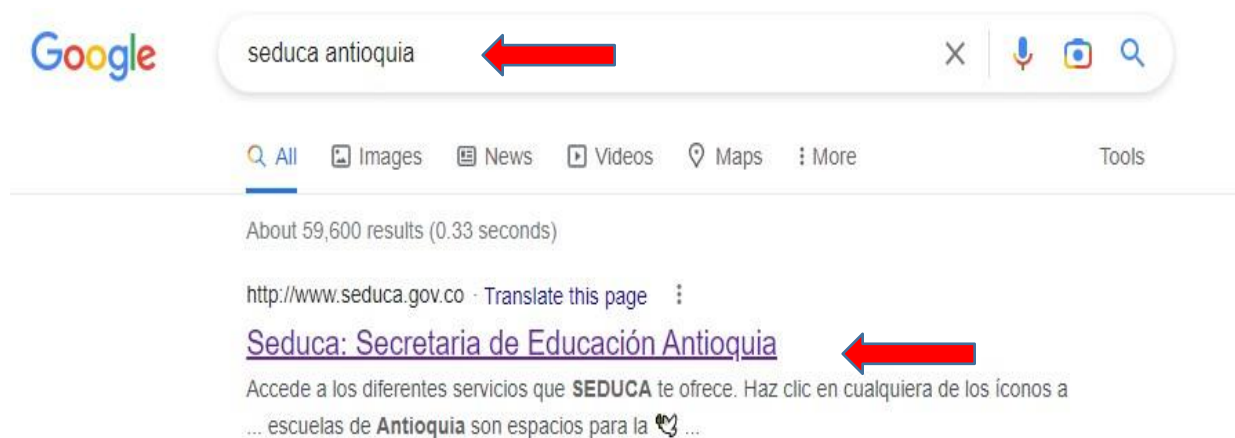 Google seduca antioquia
All Images News Videos Maps More Tools
About 59,600 results (0.33 seconds)
http://www.seduca.gov.co · Translate this page
Seduca: Secretaria de Educación Antioquia
Accede a los diferentes servicios que SEDUCA te ofrece. Haz clic en cualquiera de los íconos a
... escuelas de Antioquia son espacios para la 🕊 ...